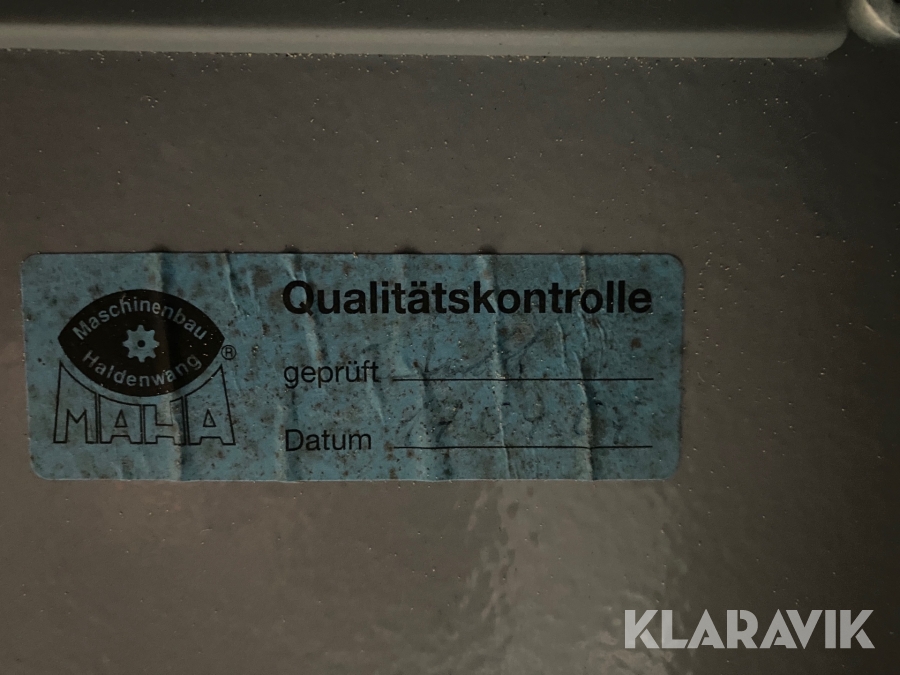 Maschinenbau
Haldenwang
®
MAHA
Qualitätskontrolle
geprüft
Datum
KLARAVIK